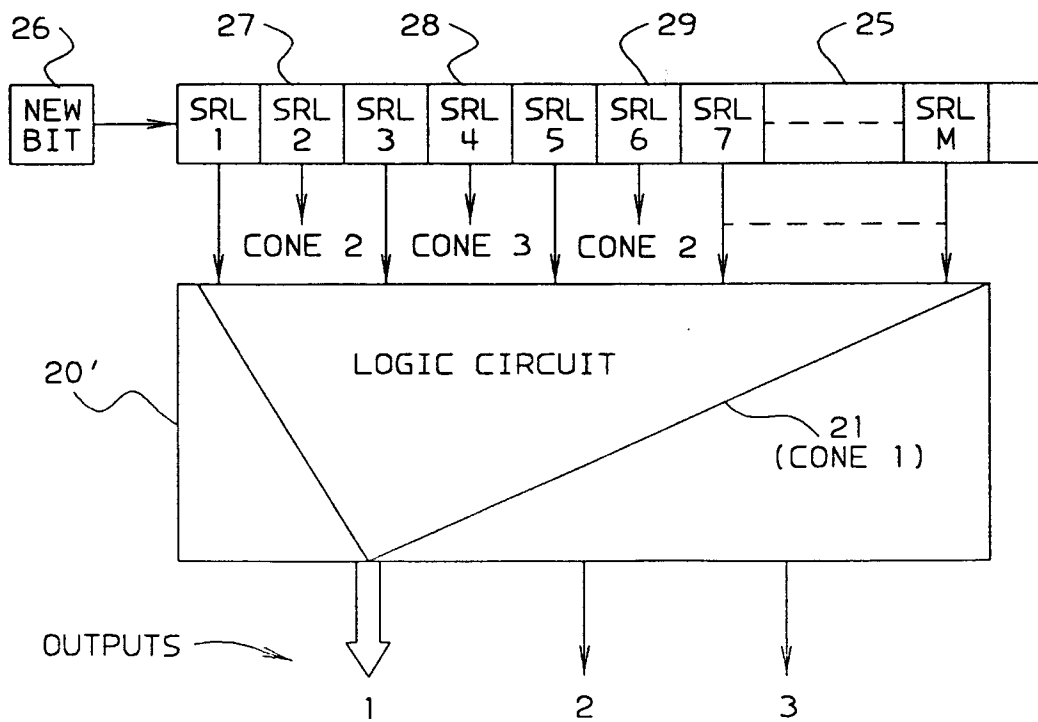 26 27 28 29 25
NEW BIT
SRL 1
SRL 2
SRL 3
SRL 4
SRL 5
SRL 6
SRL 7
SRL M
CONE 2 CONE 3 CONE 2
LOGIC CIRCUIT
20'
21
(CONE 1)
OUTPUTS
1 2 3